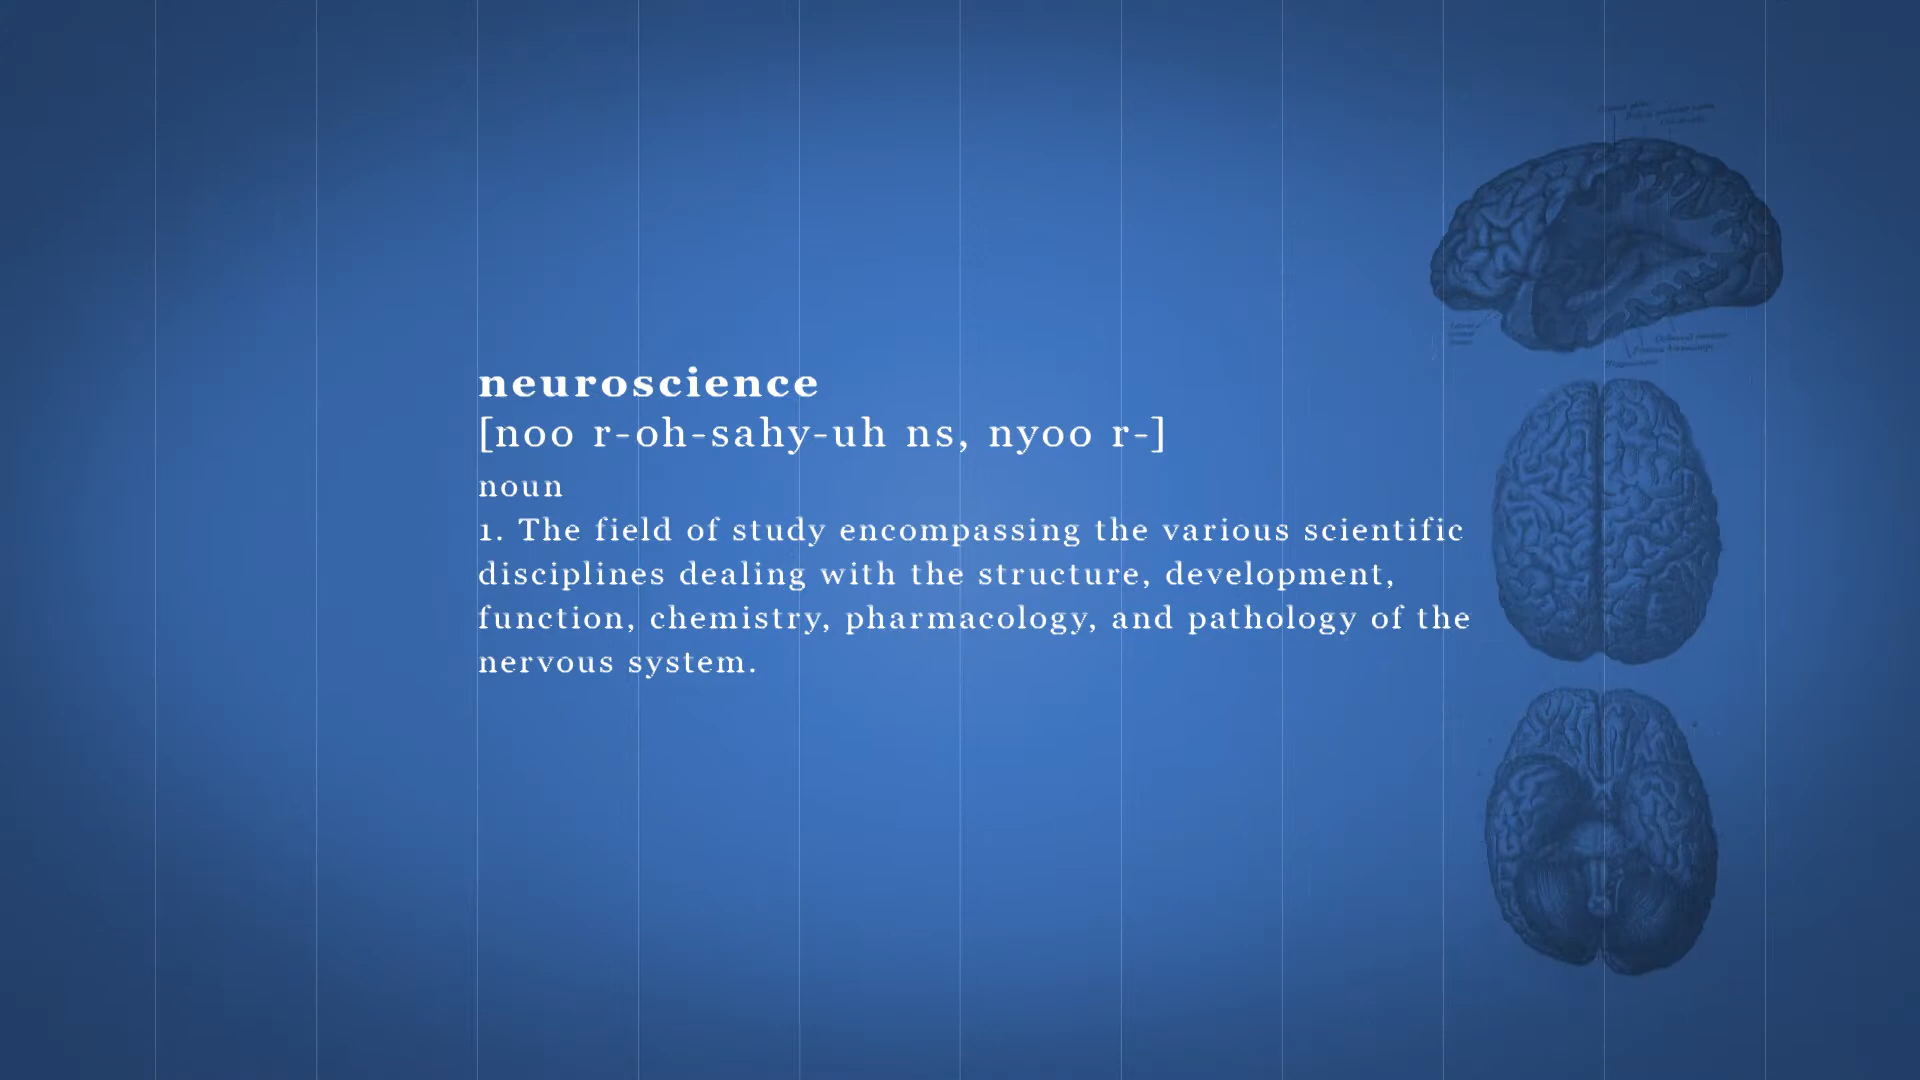 neuroscience
[noo r-oh-sahy-uh ns, nyoo r-]
noun
1. The field of study encompassing the various scientific
disciplines dealing with the structure, development,
function, chemistry, pharmacology, and pathology of the
nervous system.